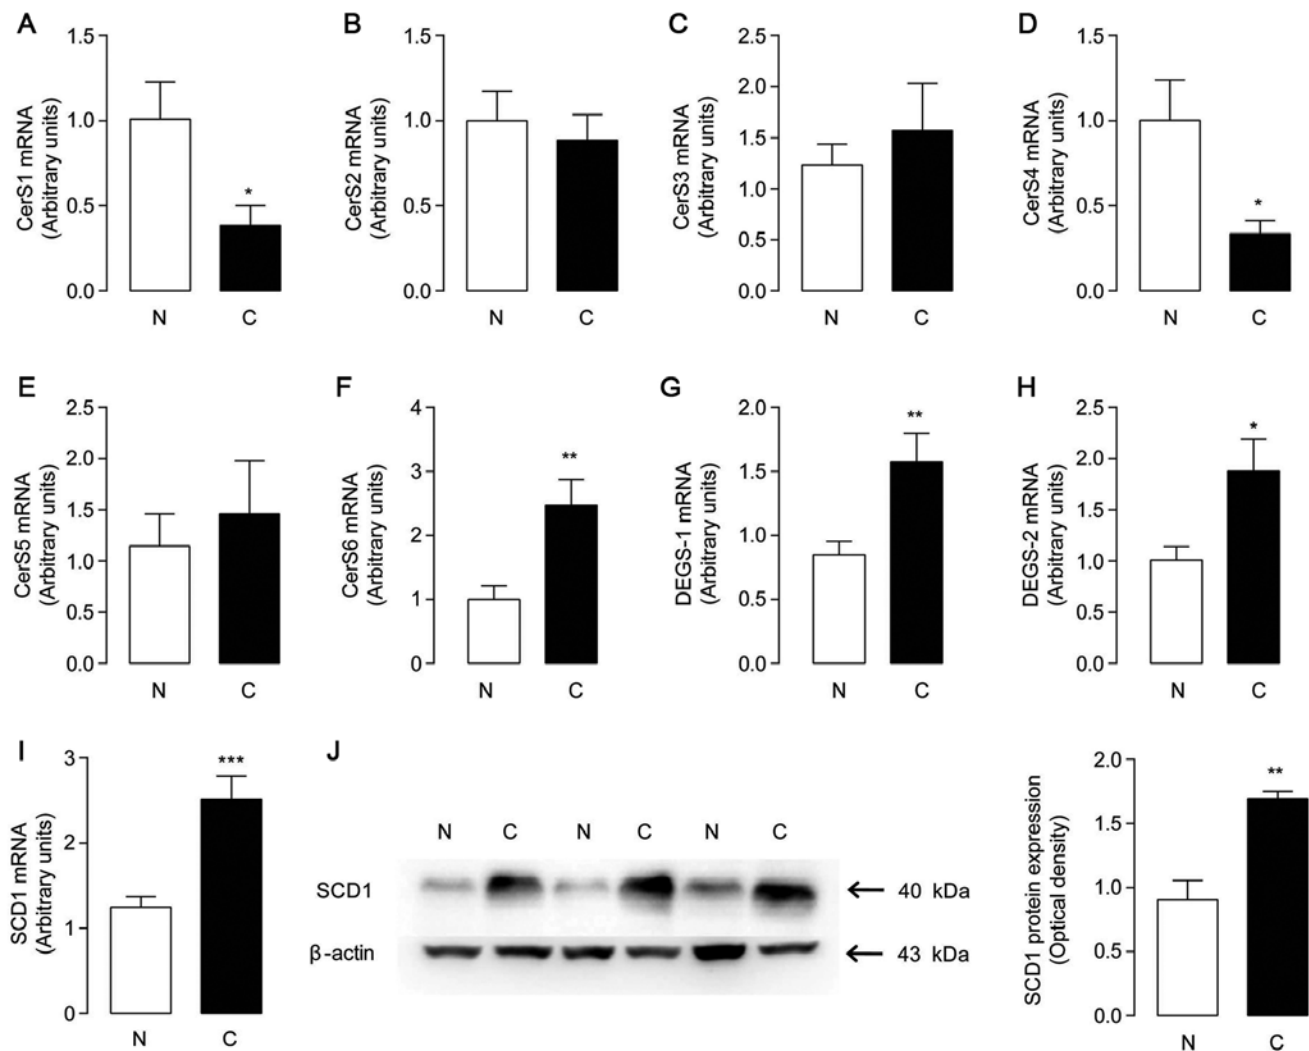 A
CerS1 mRNA
(Arbitrary units)
1.5
1.0
0.5
0.0
*
N C
B
CerS2 mRNA
(Arbitrary units)
1.5
1.0
0.5
0.0
N C
C
CerS3 mRNA
(Arbitrary units)
2.5
2.0
1.5
1.0
1.5
0.0
N C
D
CerS4 mRNA
(Arbitrary units)
1.5
1.0
0.5
0.0
*
N C
E
CerS5 mRNA
(Arbitrary units)
2.5
2.0
1.5
1.0
0.5
0.0
N C
F
CerS6 mRNA
(Arbitrary units)
4
3
2
1
0
**
N C
G
DEGS-1 mRNA
(Arbitrary units)
2.0
1.5
1.0
0.5
0.0
**
N C
H
DEGS-2 mRNA
(Arbitrary units)
2.5
2.0
1.5
1.0
0.5
0.0
*
N C
I
SCD1 mRNA
(Arbitrary units)
3
2
1
0
***
N C
J
N C N C N C
SCD1
40 kDa
β-actin
43 kDa
SCD1 protein expression
(Optical density)
2.0
1.5
1.0
0.5
0.0
**
N C